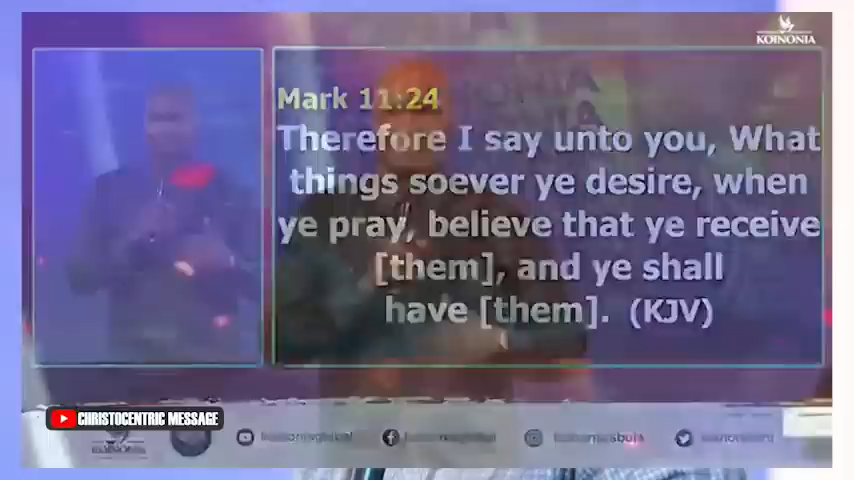 KOINONIA
Mark 11:24
Therefore I say unto you, What
things soever ye desire, when
ye pray, believe that ye receive
[them], and ye shall
have [them]. (KJV)
CHRISTOCENTRIC MESSAGE
KOINONIA